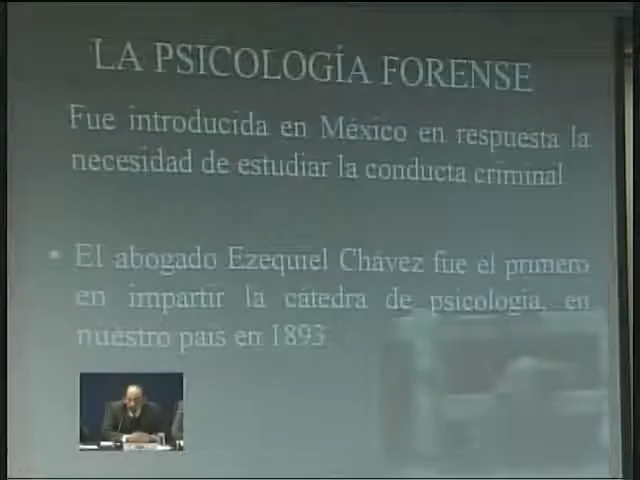 LA PSICOLOGÍA FORENSE
Fue introducida en México en respuesta la
necesidad de estudiar la conducta criminal
• El abogado Ezequiel Chávez fue el primero
en impartir la cátedra de psicología, en
nuestro país en 1893